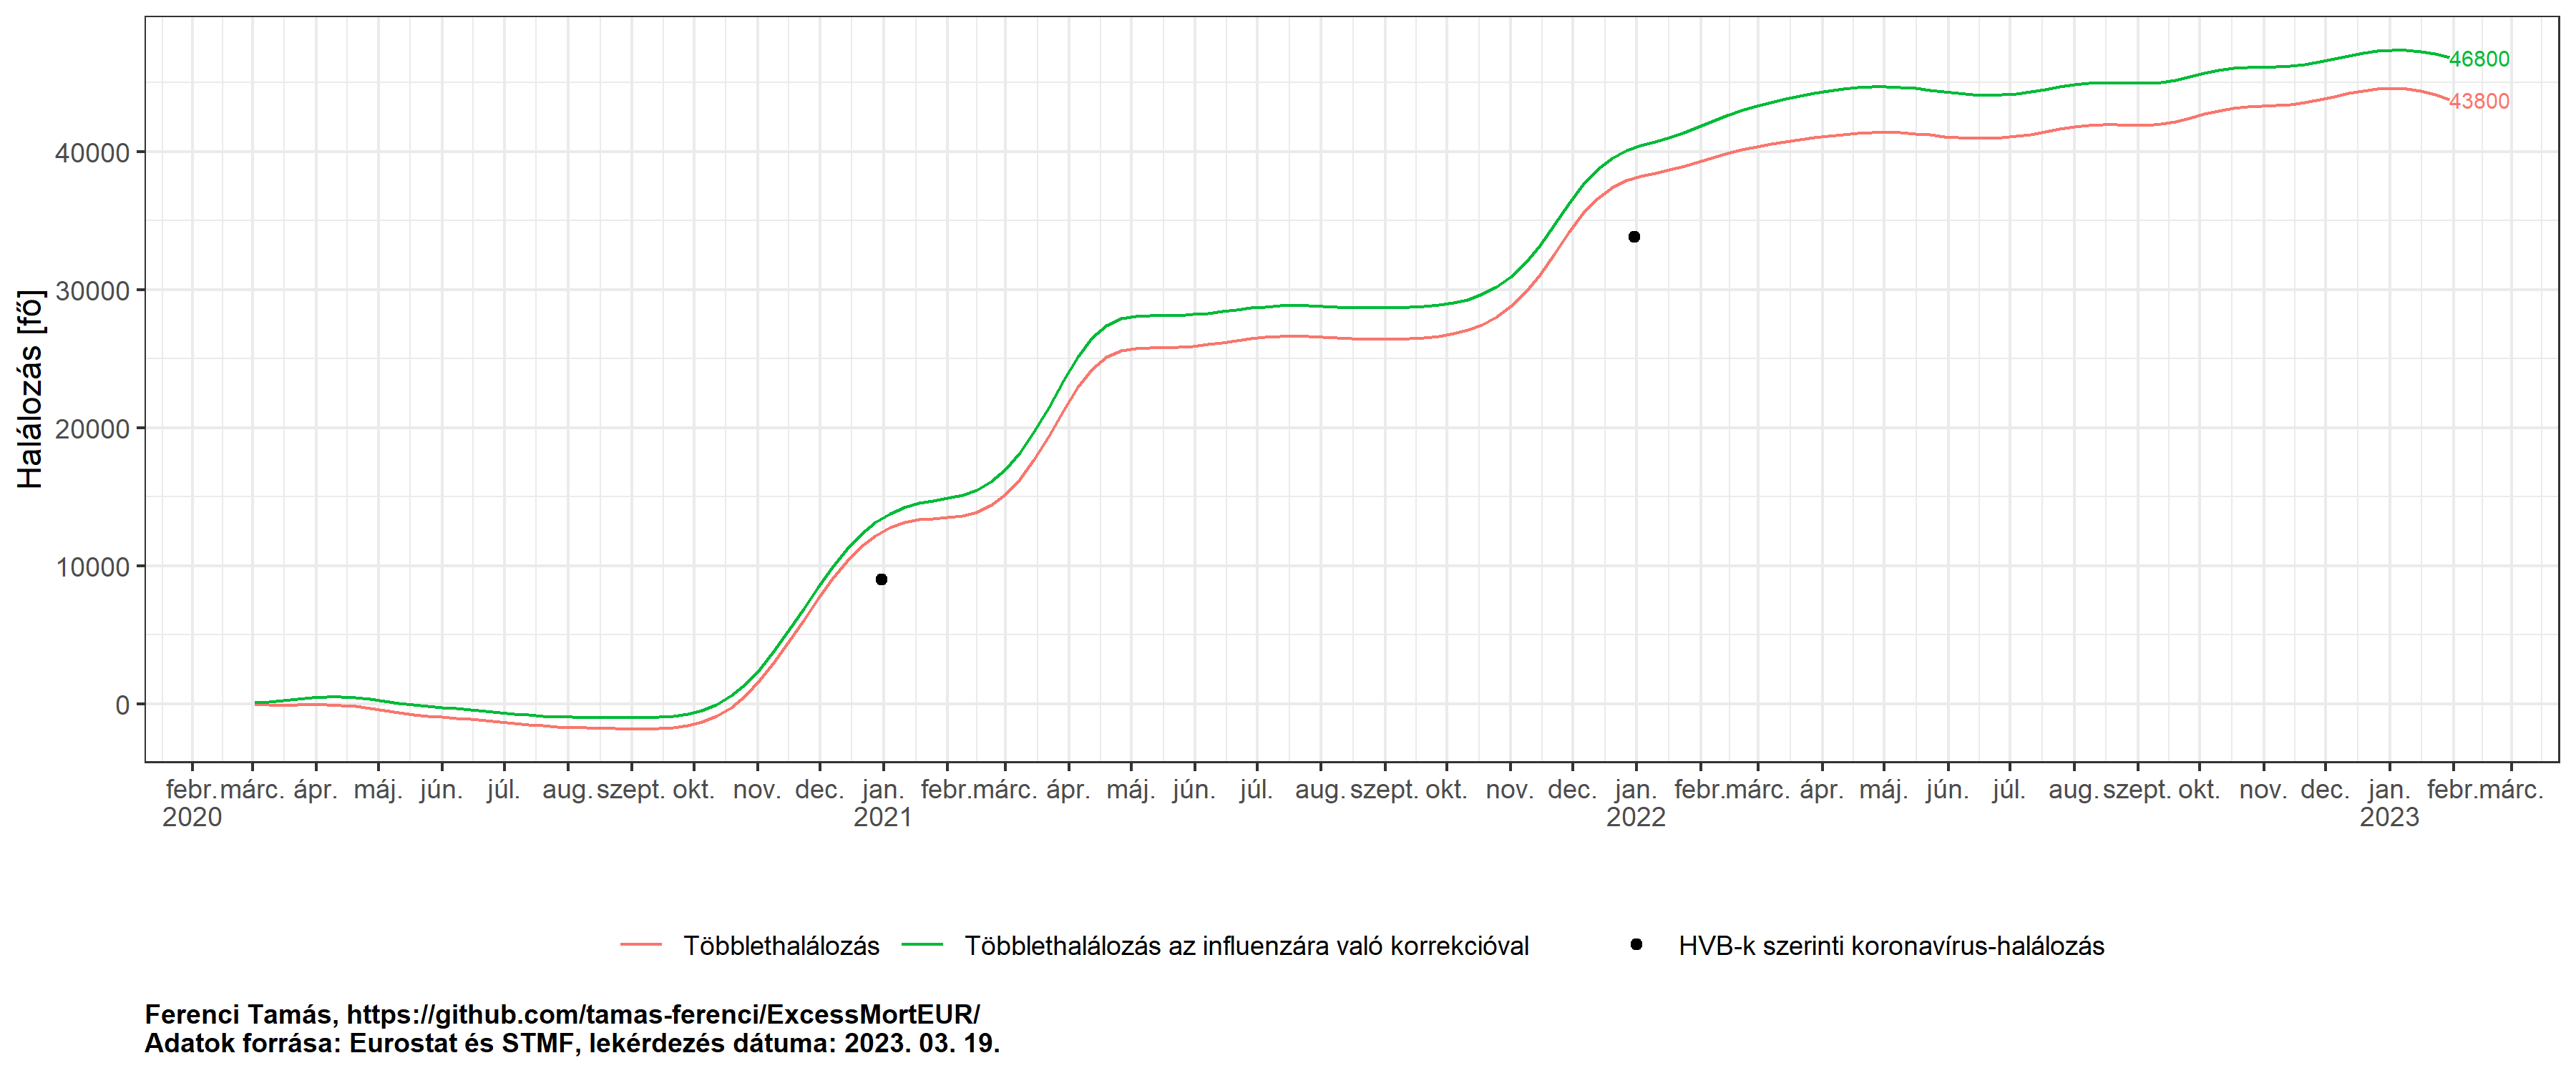 46800
43800
40000
30000
20000
10000
0
Halálozás [fő]
febr. márc. ápr. máj. jún. júl. aug. szept. okt. nov. dec. jan. febr. márc. ápr. máj. jún. júl. aug. szept. okt. nov. dec. jan. febr. márc. ápr. máj. jún. júl. aug. szept. okt. nov. dec. jan. febr. márc.
2020 2021 2022 2023
Többlethalálozás Többlethalálozás az influenzára való korrekcióval HVB-k szerinti koronavírus-halálozás
Ferenci Tamás, https://github.com/tamas-ferenci/ExcessMortEUR/
Adatok forrása: Eurostat és STMF, lekérdezés dátuma: 2023. 03. 19.